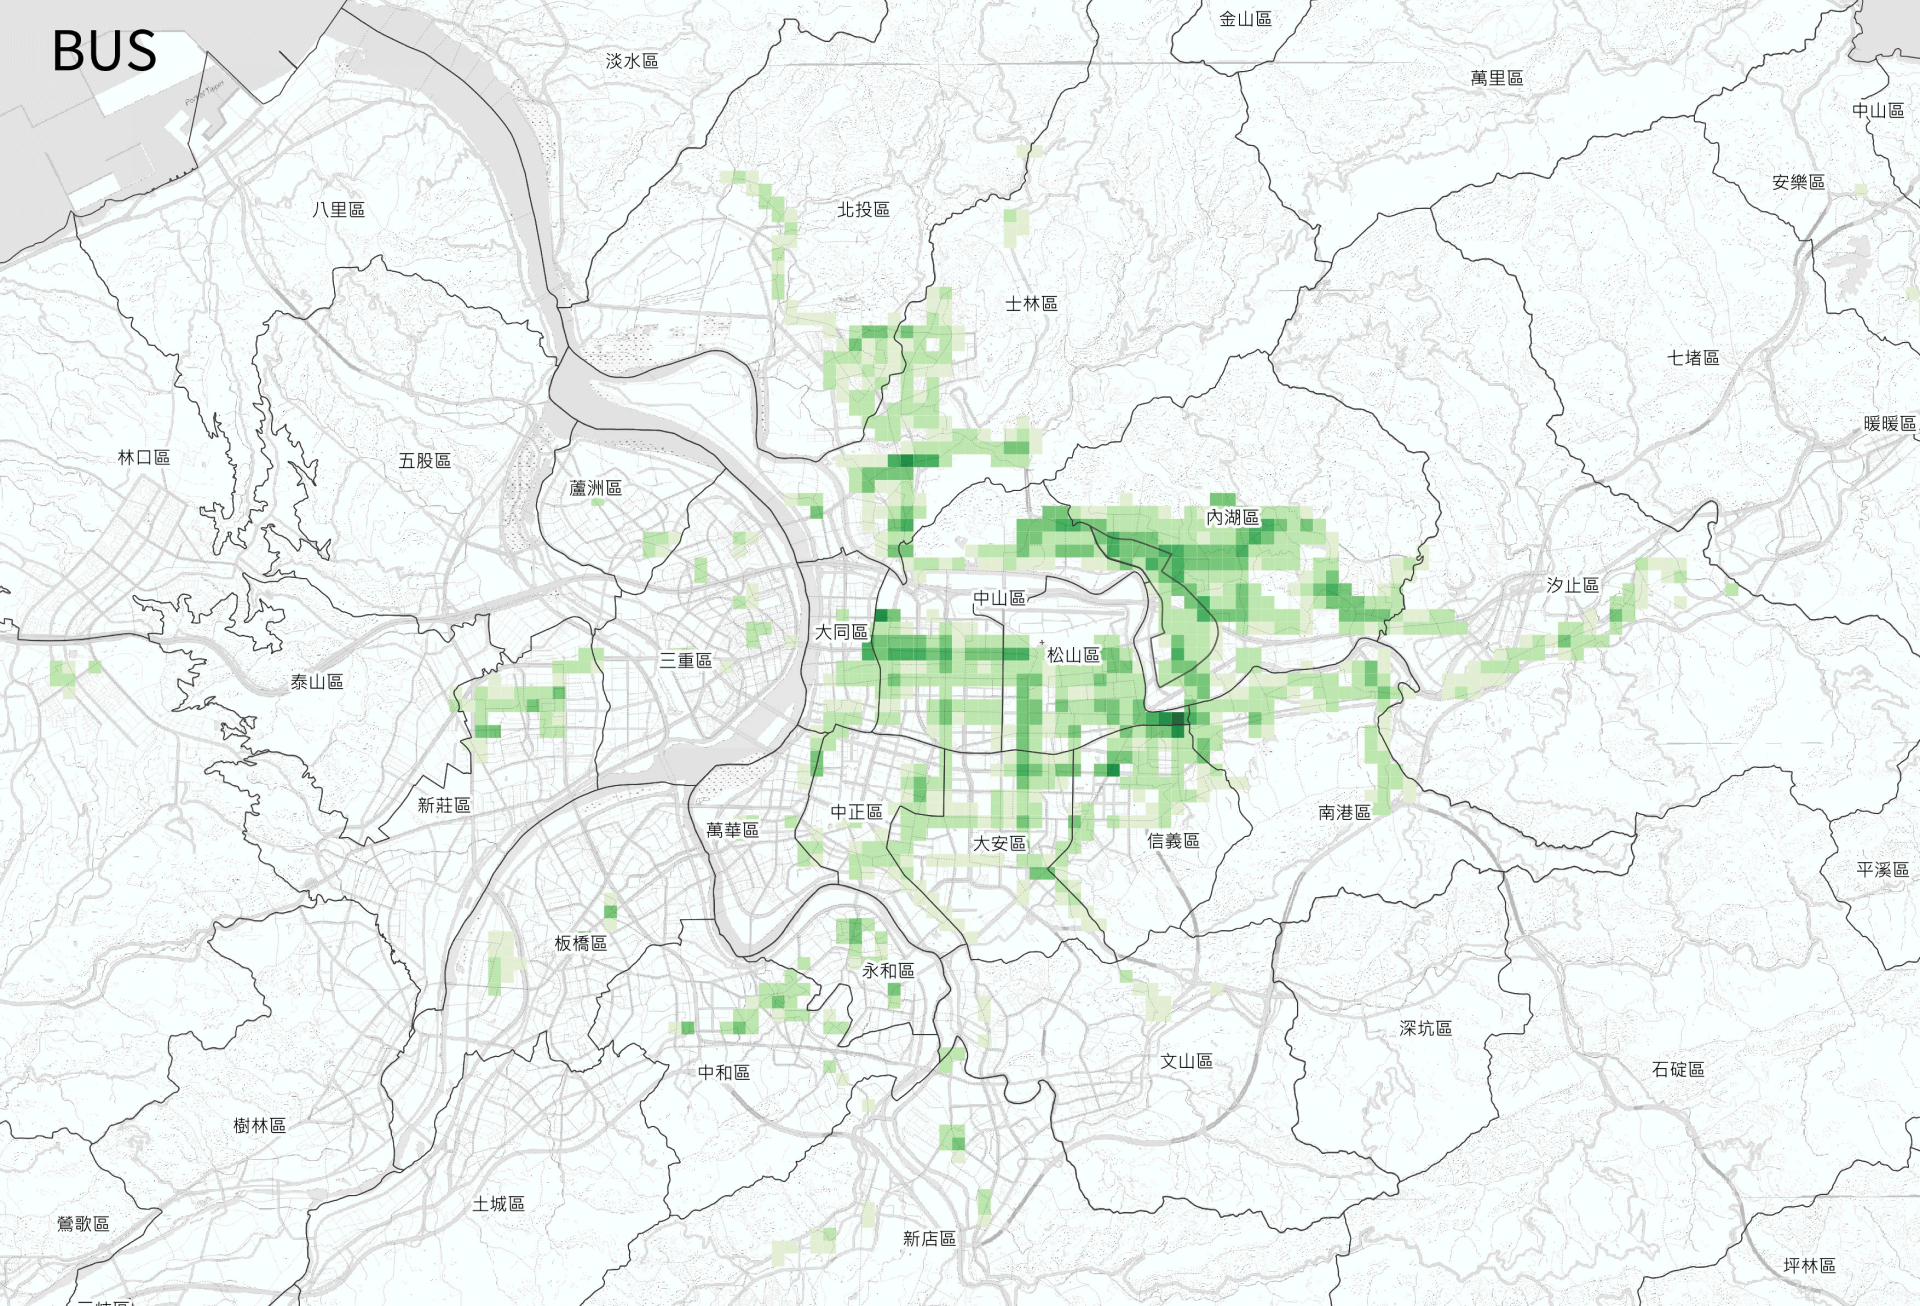 BUS
金山區
淡水區
萬里區
Port of Taipei
中山區
安樂區
八里區
北投區
士林區
七堵區
暖暖區
林口區
五股區
蘆洲區
內湖區
汐止區
中山區
大同區
松山區
三重區
泰山區
新莊區
中正區
南港區
萬華區
大安區
信義區
平溪區
板橋區
永和區
深坑區
中和區
文山區
石碇區
樹林區
土城區
鶯歌區
新店區
坪林區